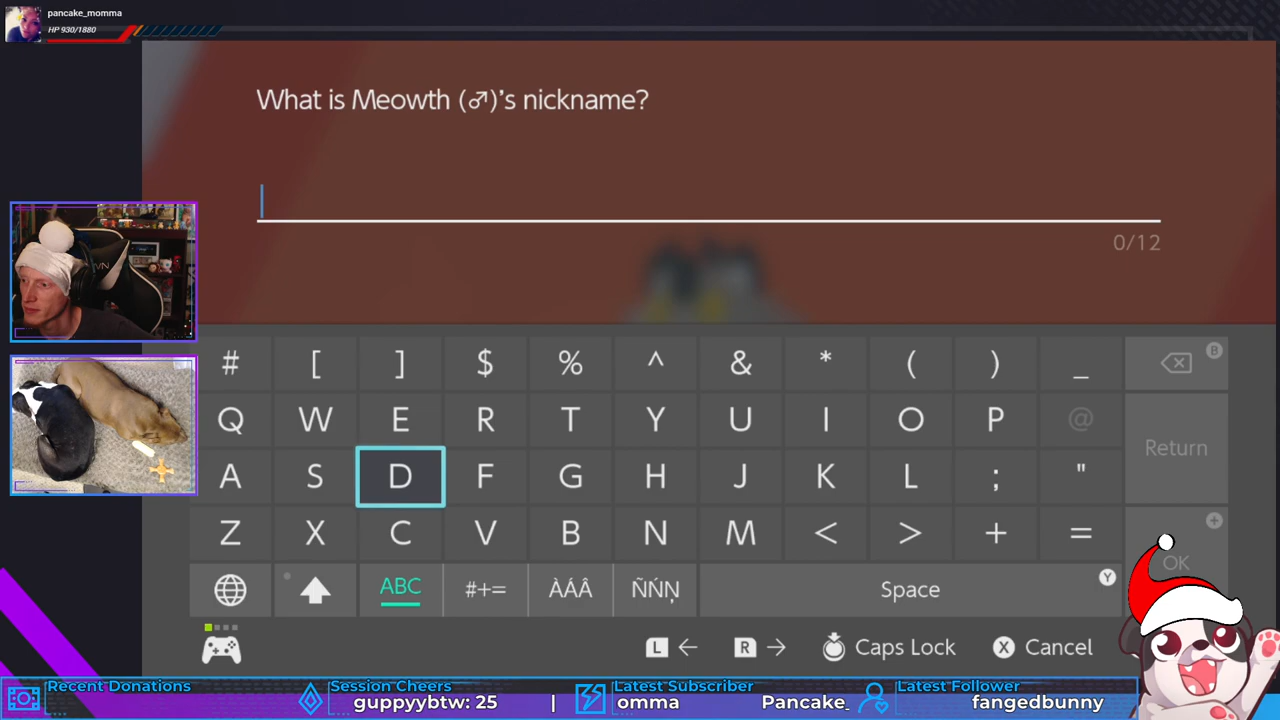 pancake_momma
HP 930/1880
What is Meowth (♂)'s nickname?
0/12
# [ ] $ % ^ & * ( ) _ B
Q W E R T Y U I O P @
Return
A S D F G H J K L ; "
Z X C V B N M < > + = +
OK
ABC #+= ÀÁÂ ÑŃŅ Space Y
L ← R → Caps Lock X Cancel
Recent Donations Session Cheers Latest Subscriber Latest Follower
guppyybtw: 25 | omma Pancake_ fangedbunny